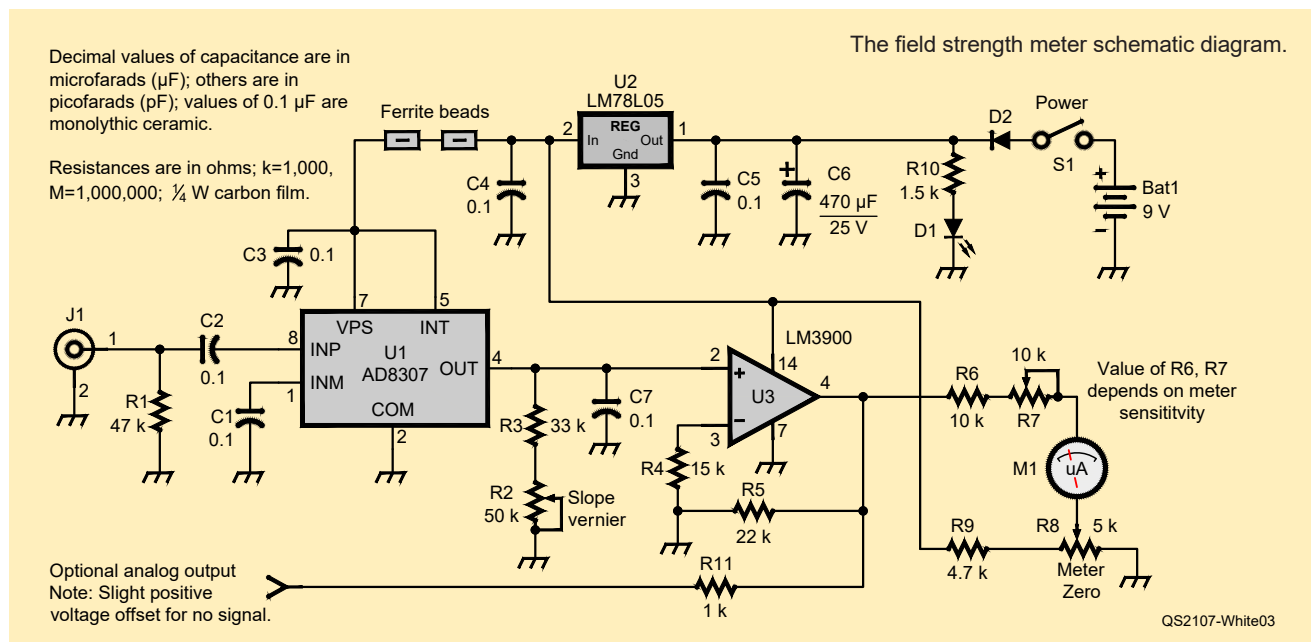 The field strength meter schematic diagram.
Decimal values of capacitance are in
microfarads (µF); others are in
picofarads (pF); values of 0.1 µF are
monolythic ceramic.
Resistances are in ohms; k=1,000,
M=1,000,000; ¼ W carbon film.
Ferrite beads
U2
LM78L05
REG
In
Out
Gnd
2
1
3
C4
0.1
C5
0.1
+
C6
470 µF
25 V
R10
1.5 k
D1
D2
Power
S1
+
–
Bat1
9 V
C3
0.1
7
5
VPS
INT
U1
AD8307
INP
INM
OUT
COM
8
1
4
2
J1
1
2
R1
47 k
C2
0.1
C1
0.1
R3
33 k
R2
50 k
Slope
vernier
C7
0.1
LM3900
14
2
+
U3
–
3
7
4
R4
15 k
R5
22 k
R11
1 k
R6
10 k
10 k
R7
Value of R6, R7
depends on meter
sensititvity
M1
uA
R9
4.7 k
R8
5 k
Meter
Zero
Optional analog output
Note: Slight positive
voltage offset for no signal.
QS2107-White03